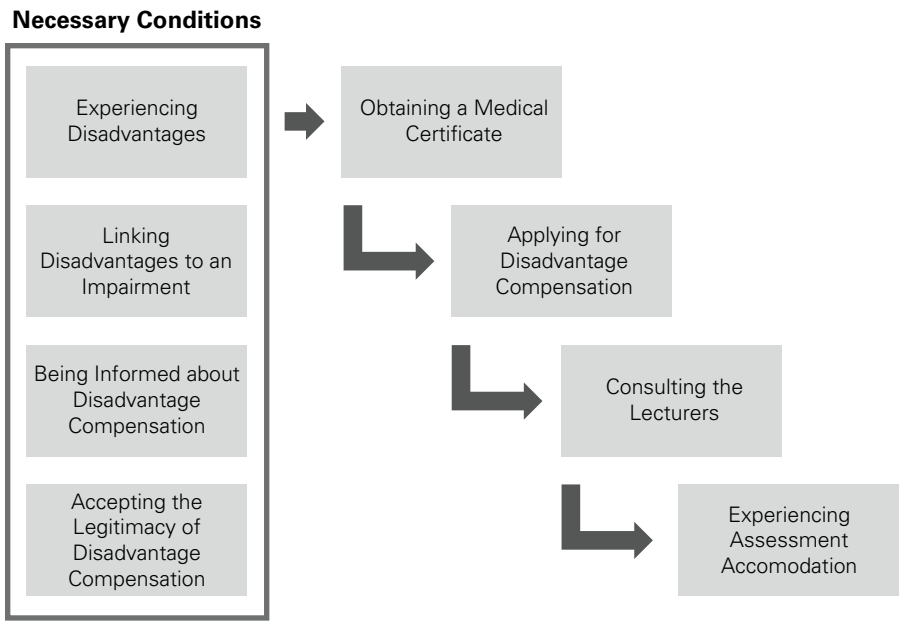 Necessary Conditions
Experiencing
Disadvantages
Linking
Disadvantages to an
Impairment
Being Informed about
Disadvantage
Compensation
Accepting the
Legitimacy of
Disadvantage
Compensation
Obtaining a Medical
Certificate
Applying for
Disadvantage
Compensation
Consulting the
Lecturers
Experiencing
Assessment
Accomodation